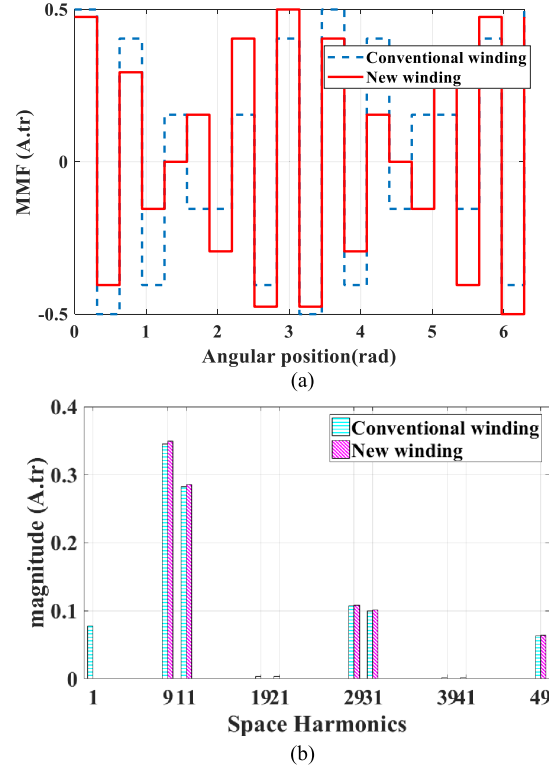 0.5
0
-0.5
MMF (A.tr)
Conventional winding
New winding
0 1 2 3 4 5 6
Angular position(rad)
(a)
0.4
0.3
0.2
0.1
0
magnitude (A.tr)
Conventional winding
New winding
1 9 11 19 21 29 31 39 41 49
Space Harmonics
(b)